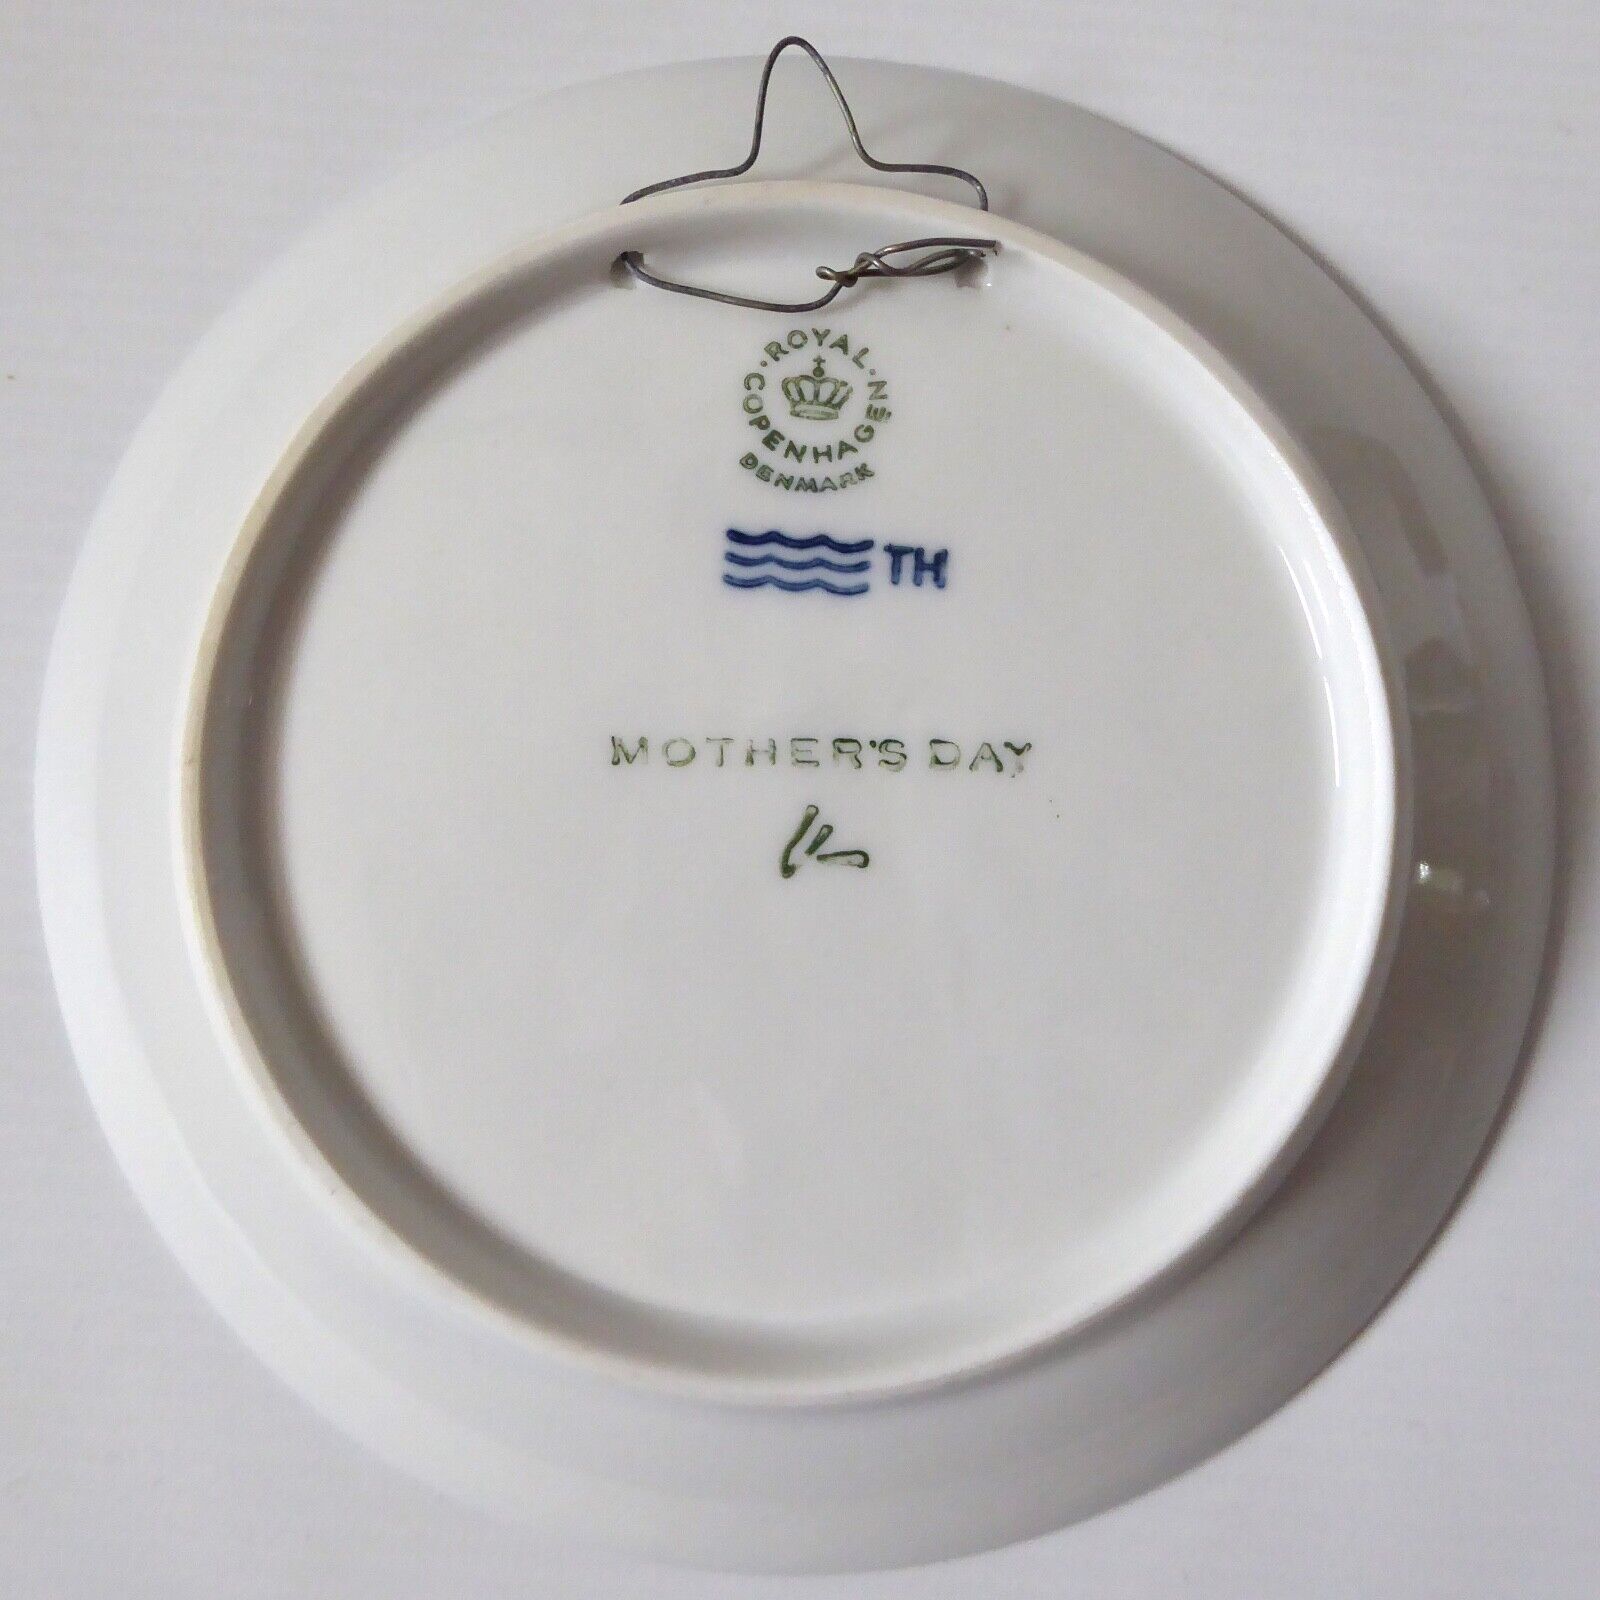 ROYAL
COPENHAGEN
DENMARK
TH
MOTHER'S DAY